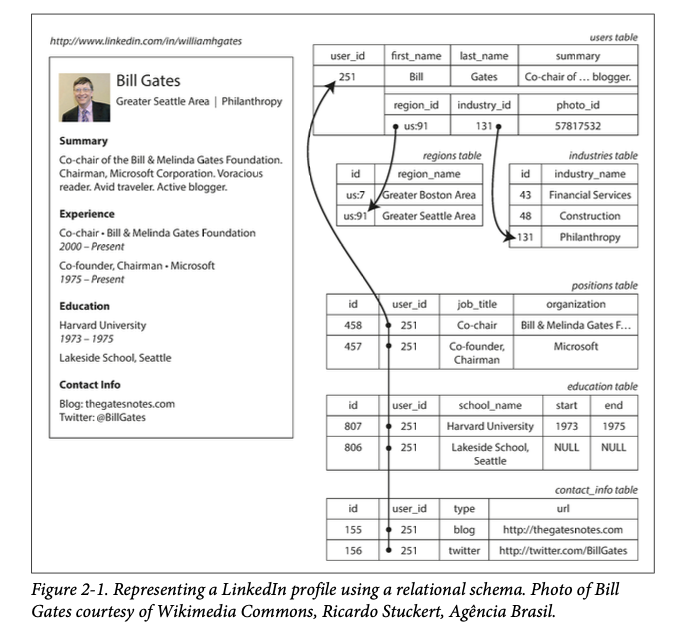 http://www.linkedin.com/in/williamhgates
Bill Gates
Greater Seattle Area | Philanthropy
Summary
Co-chair of the Bill & Melinda Gates Foundation.
Chairman, Microsoft Corporation. Voracious
reader. Avid traveler. Active blogger.
Experience
Co-chair • Bill & Melinda Gates Foundation
2000 – Present
Co-founder, Chairman • Microsoft
1975 – Present
Education
Harvard University
1973 – 1975
Lakeside School, Seattle
Contact Info
Blog: thegatesnotes.com
Twitter: @BillGates
users table
user_id first_name last_name summary
251 Bill Gates Co-chair of … blogger.
region_id industry_id photo_id
us:91 131 57817532
regions table
id region_name
us:7 Greater Boston Area
us:91 Greater Seattle Area
industries table
id industry_name
43 Financial Services
48 Construction
131 Philanthropy
positions table
id user_id job_title organization
458 251 Co-chair Bill & Melinda Gates F…
457 251 Co-founder, Microsoft
Chairman
education table
id user_id school_name start end
807 251 Harvard University 1973 1975
806 251 Lakeside School, NULL NULL
Seattle
contact_info table
id user_id type url
155 251 blog http://thegatesnotes.com
156 251 twitter http://twitter.com/BillGates
Figure 2-1. Representing a LinkedIn profile using a relational schema. Photo of Bill
Gates courtesy of Wikimedia Commons, Ricardo Stuckert, Agência Brasil.